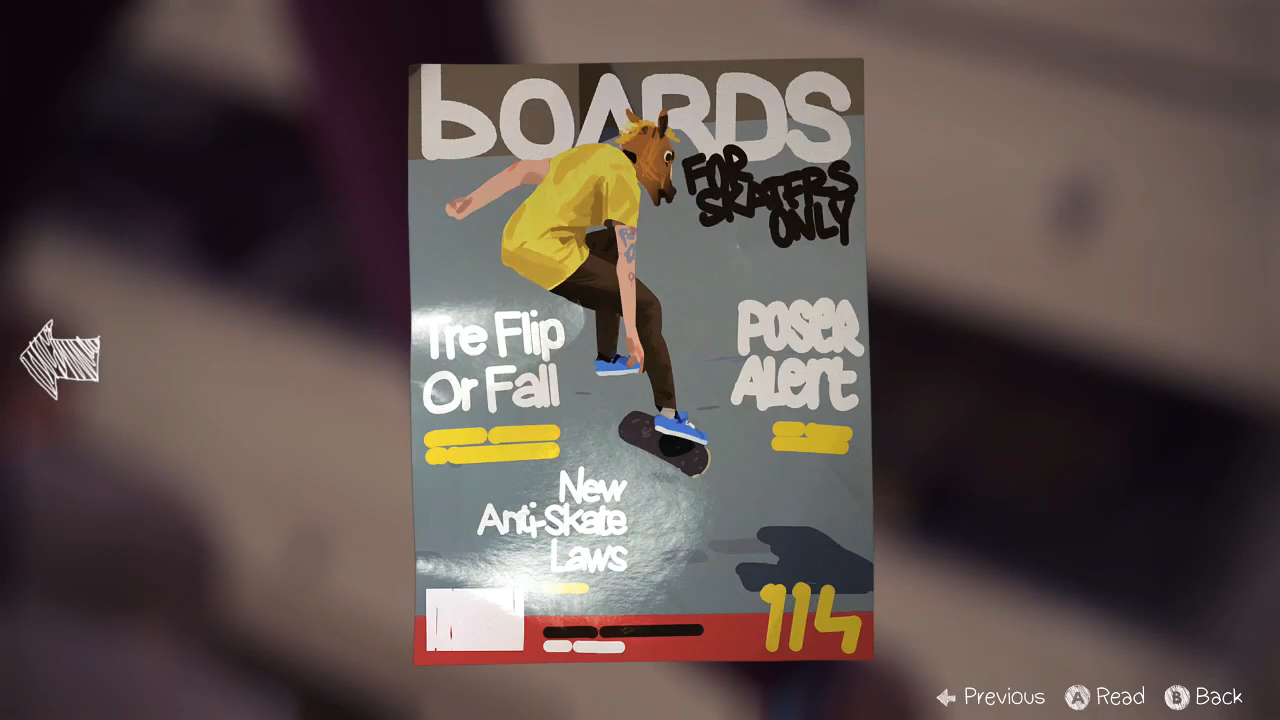 bOARDS
FOR
SKATERS
ONLY
Tre Flip
Or Fall
POSER
ALert
New
Anti-Skate
Laws
114
Previous A Read B Back